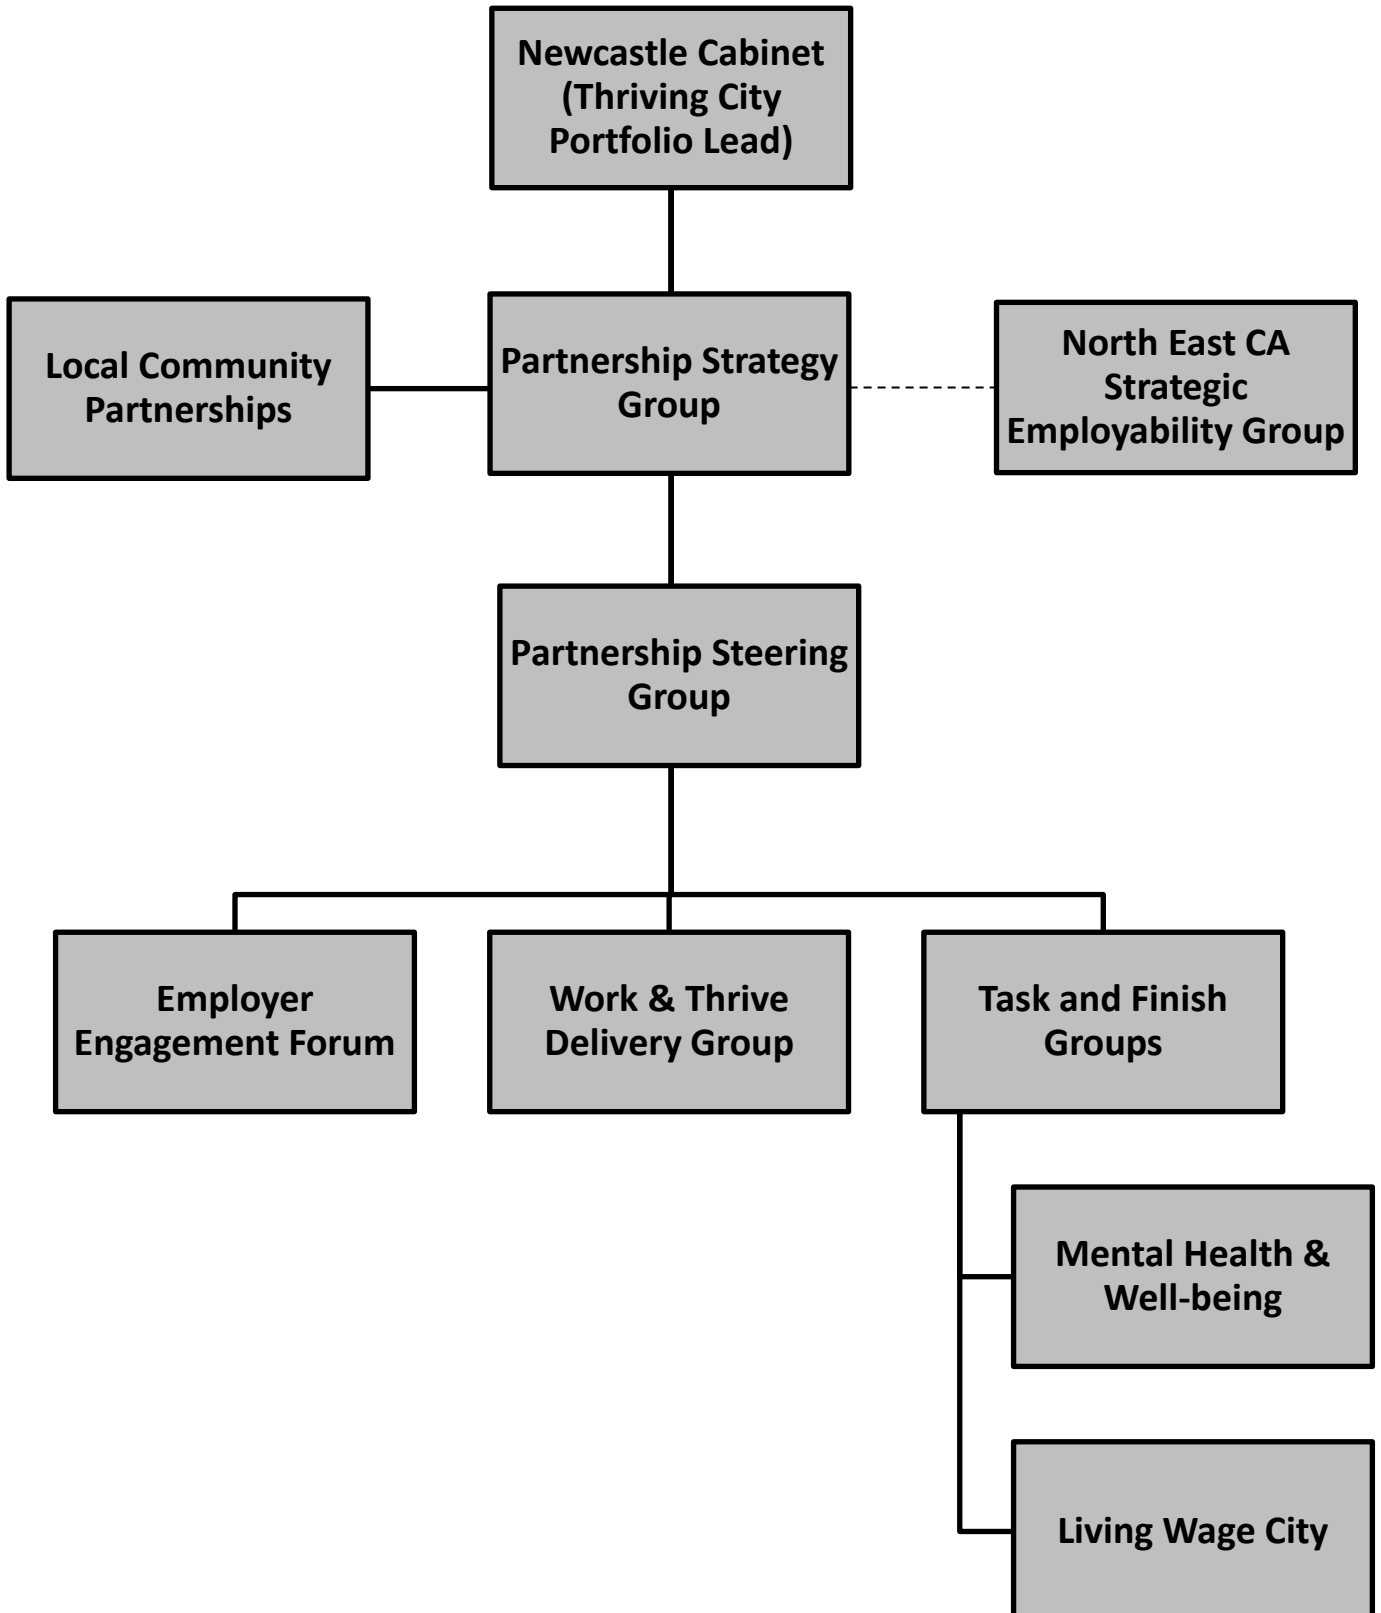 Newcastle Cabinet
(Thriving City
Portfolio Lead)
Local Community
Partnerships
Partnership Strategy
Group
North East CA
Strategic
Employability Group
Partnership Steering
Group
Employer
Engagement Forum
Work & Thrive
Delivery Group
Task and Finish
Groups
Mental Health &
Well-being
Living Wage City